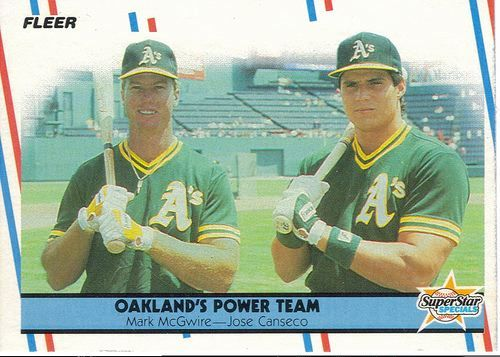 FLEER
A's
A's
A's
A's
OAKLAND'S POWER TEAM
Mark McGwire—Jose Canseco
SuperStar
SPECIALS